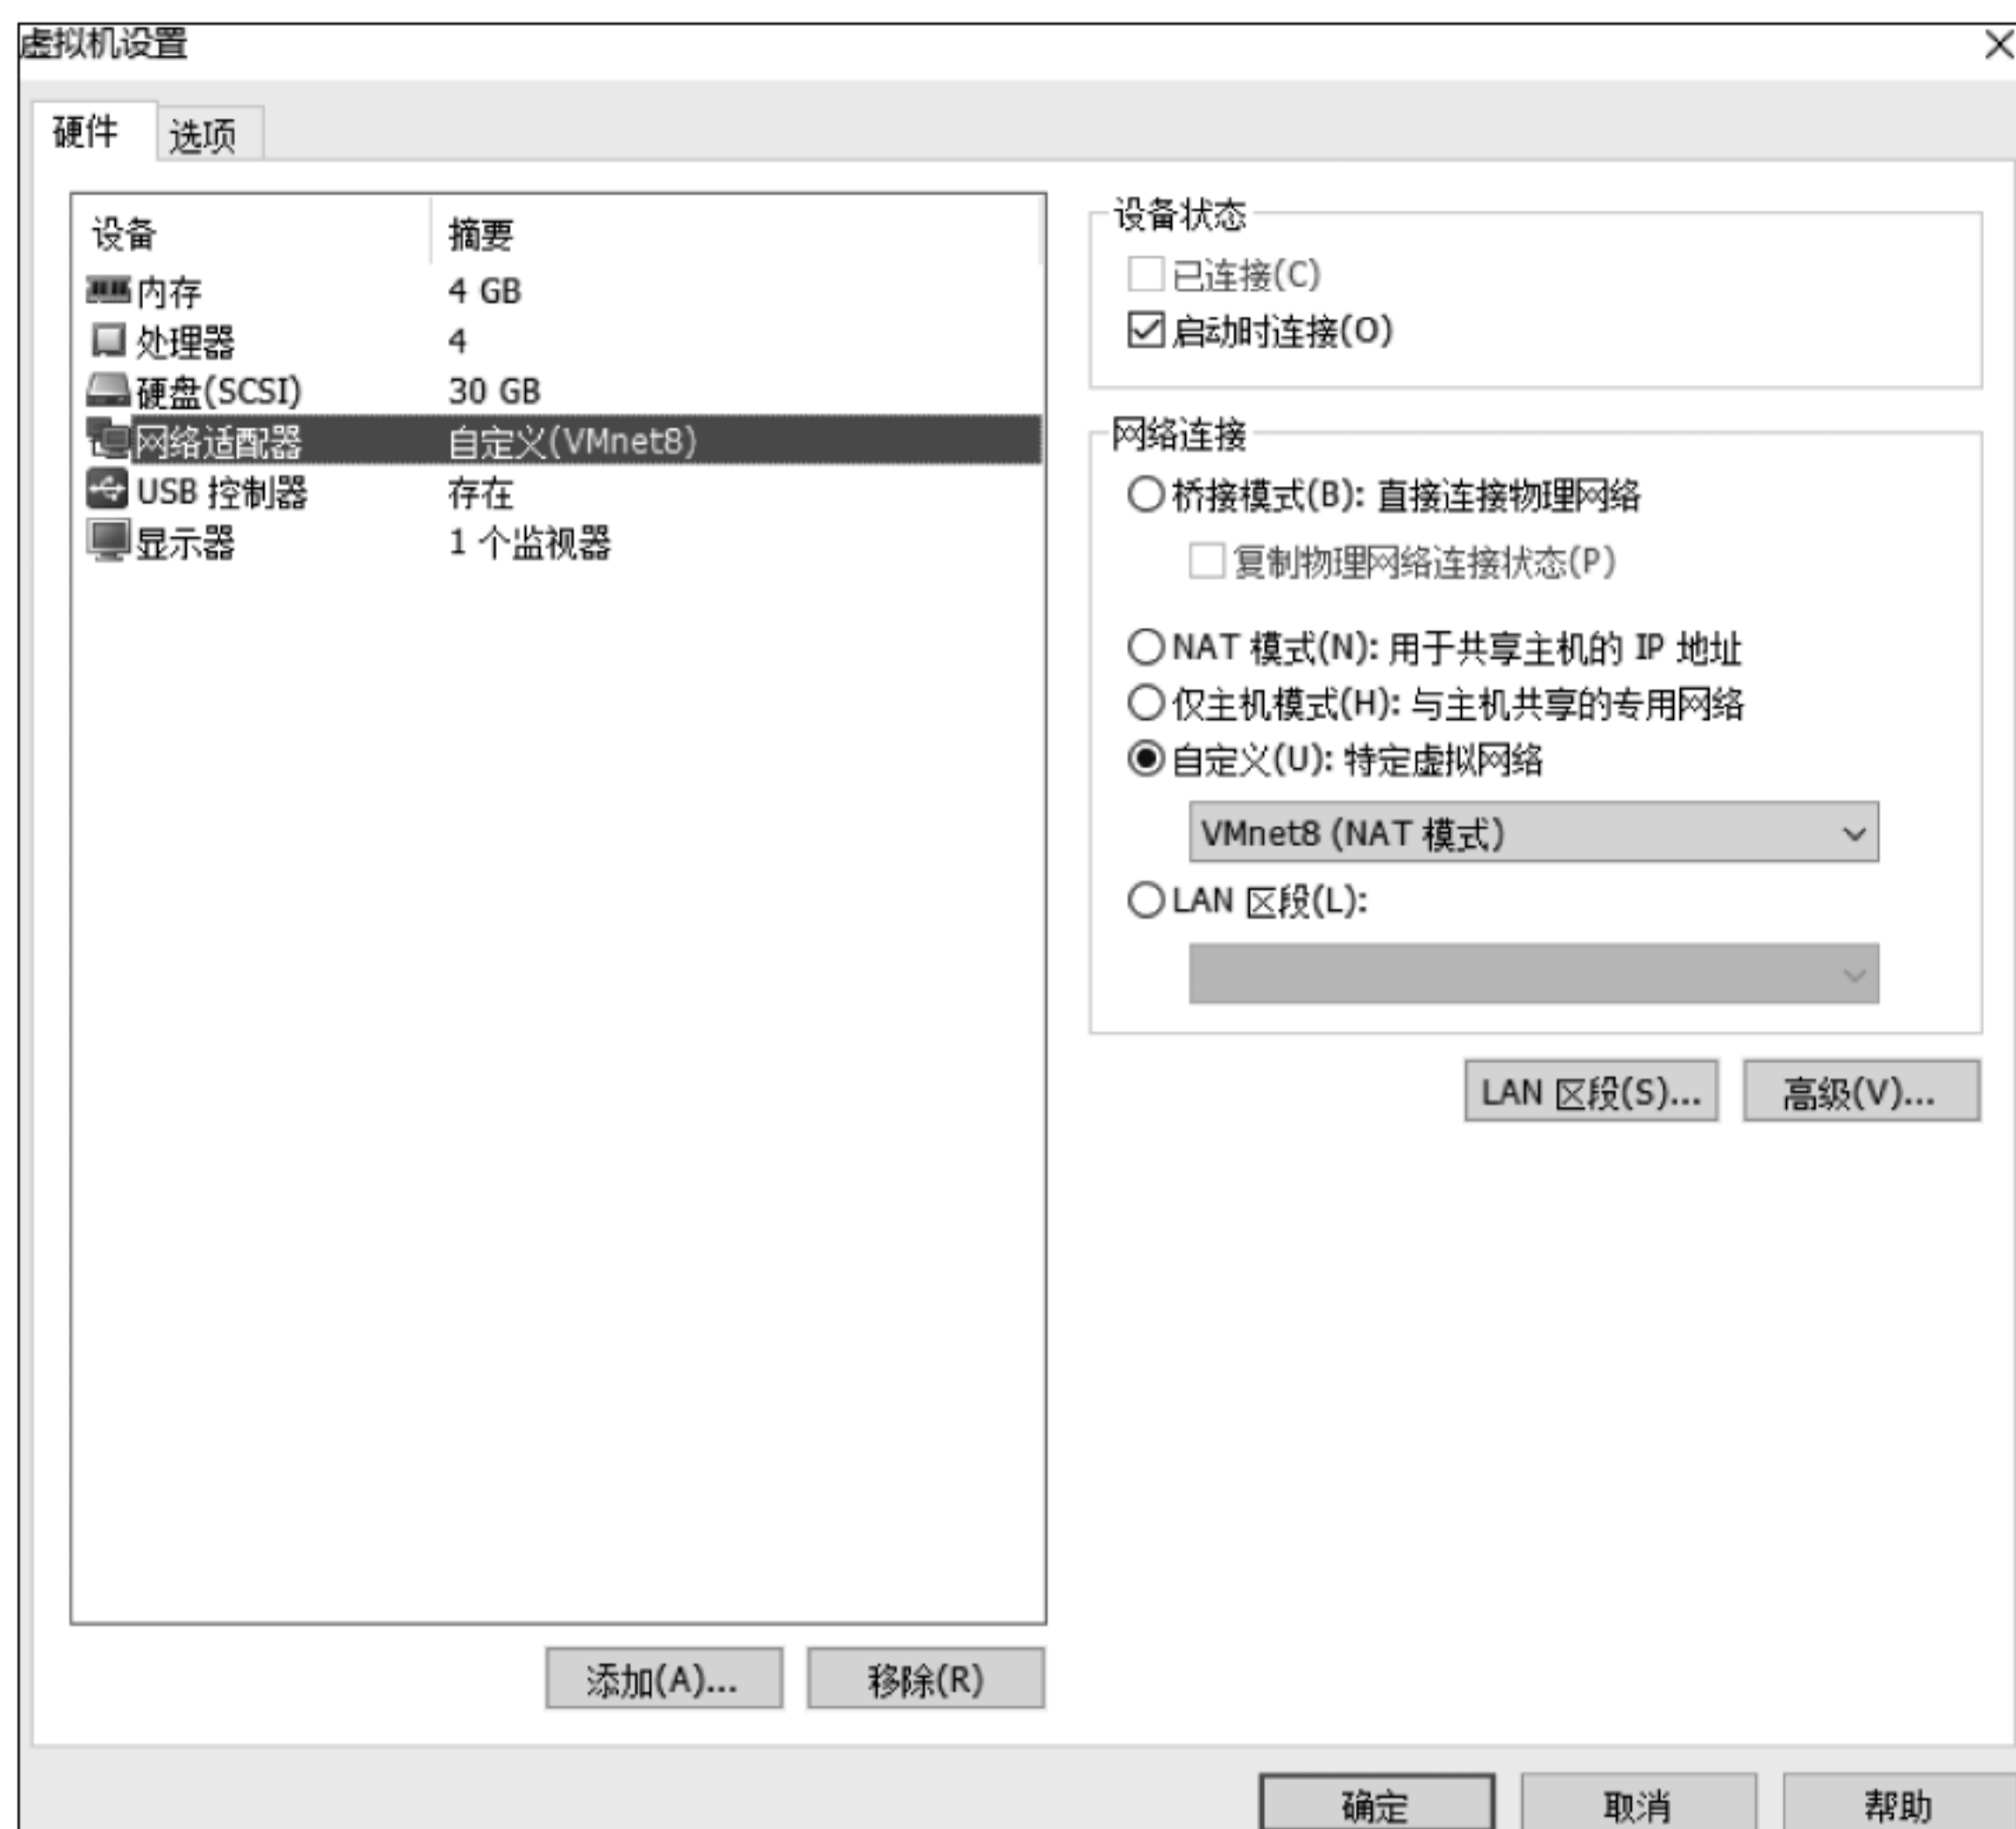 虚拟机设置
硬件 选项
设备 摘要
内存 4 GB
处理器 4
硬盘(SCSI) 30 GB
网络适配器 自定义(VMnet8)
USB 控制器 存在
显示器 1 个监视器
添加(A)... 移除(R)
设备状态
已连接(C)
启动时连接(O)
网络连接
桥接模式(B): 直接连接物理网络
复制物理网络连接状态(P)
NAT 模式(N): 用于共享主机的 IP 地址
仅主机模式(H): 与主机共享的专用网络
自定义(U): 特定虚拟网络
VMnet8 (NAT 模式)
LAN 区段(L):
LAN 区段(S)... 高级(V)...
确定 取消 帮助